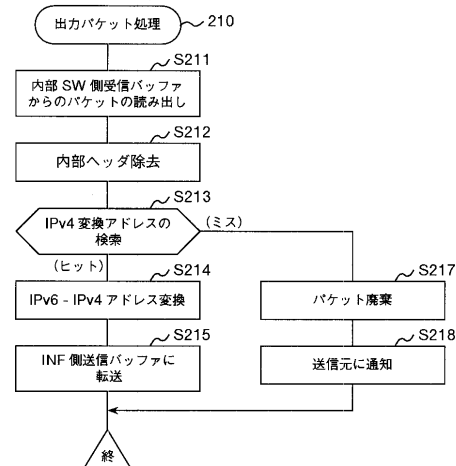 出力パケット処理
210
S211
内部 SW 側受信バッファ
からのパケットの読み出し
S212
内部ヘッダ除去
S213
IPv4 変換アドレスの
検索
(ミス)
(ヒット)
S214
IPv6 - IPv4 アドレス変換
S217
パケット廃棄
S215
INF 側送信バッファに
転送
S218
送信元に通知
終